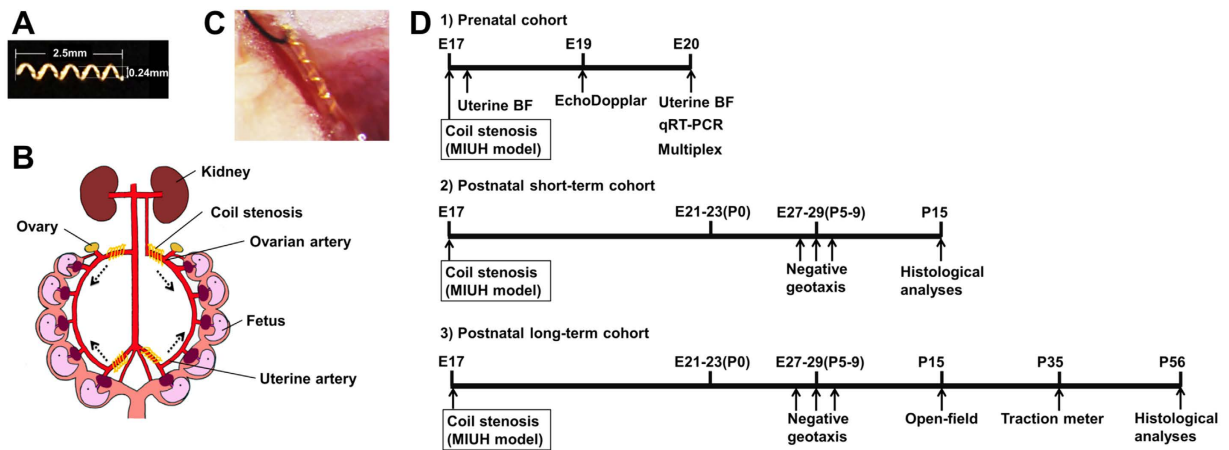 A
2.5mm
0.24mm
B
Kidney
Coil stenosis
Ovary
Ovarian artery
Fetus
Uterine artery
C
D
1) Prenatal cohort
E17
E19
E20
Uterine BF
EchoDopplar
Uterine BF
qRT-PCR
Multiplex
Coil stenosis
(MIUH model)
2) Postnatal short-term cohort
E17
E21-23(P0)
E27-29(P5-9)
P15
Coil stenosis
(MIUH model)
Negative
geotaxis
Histological
analyses
3) Postnatal long-term cohort
E17
E21-23(P0)
E27-29(P5-9)
P15
P35
P56
Coil stenosis
(MIUH model)
Negative
geotaxis
Open-field
Traction meter
Histological
analyses